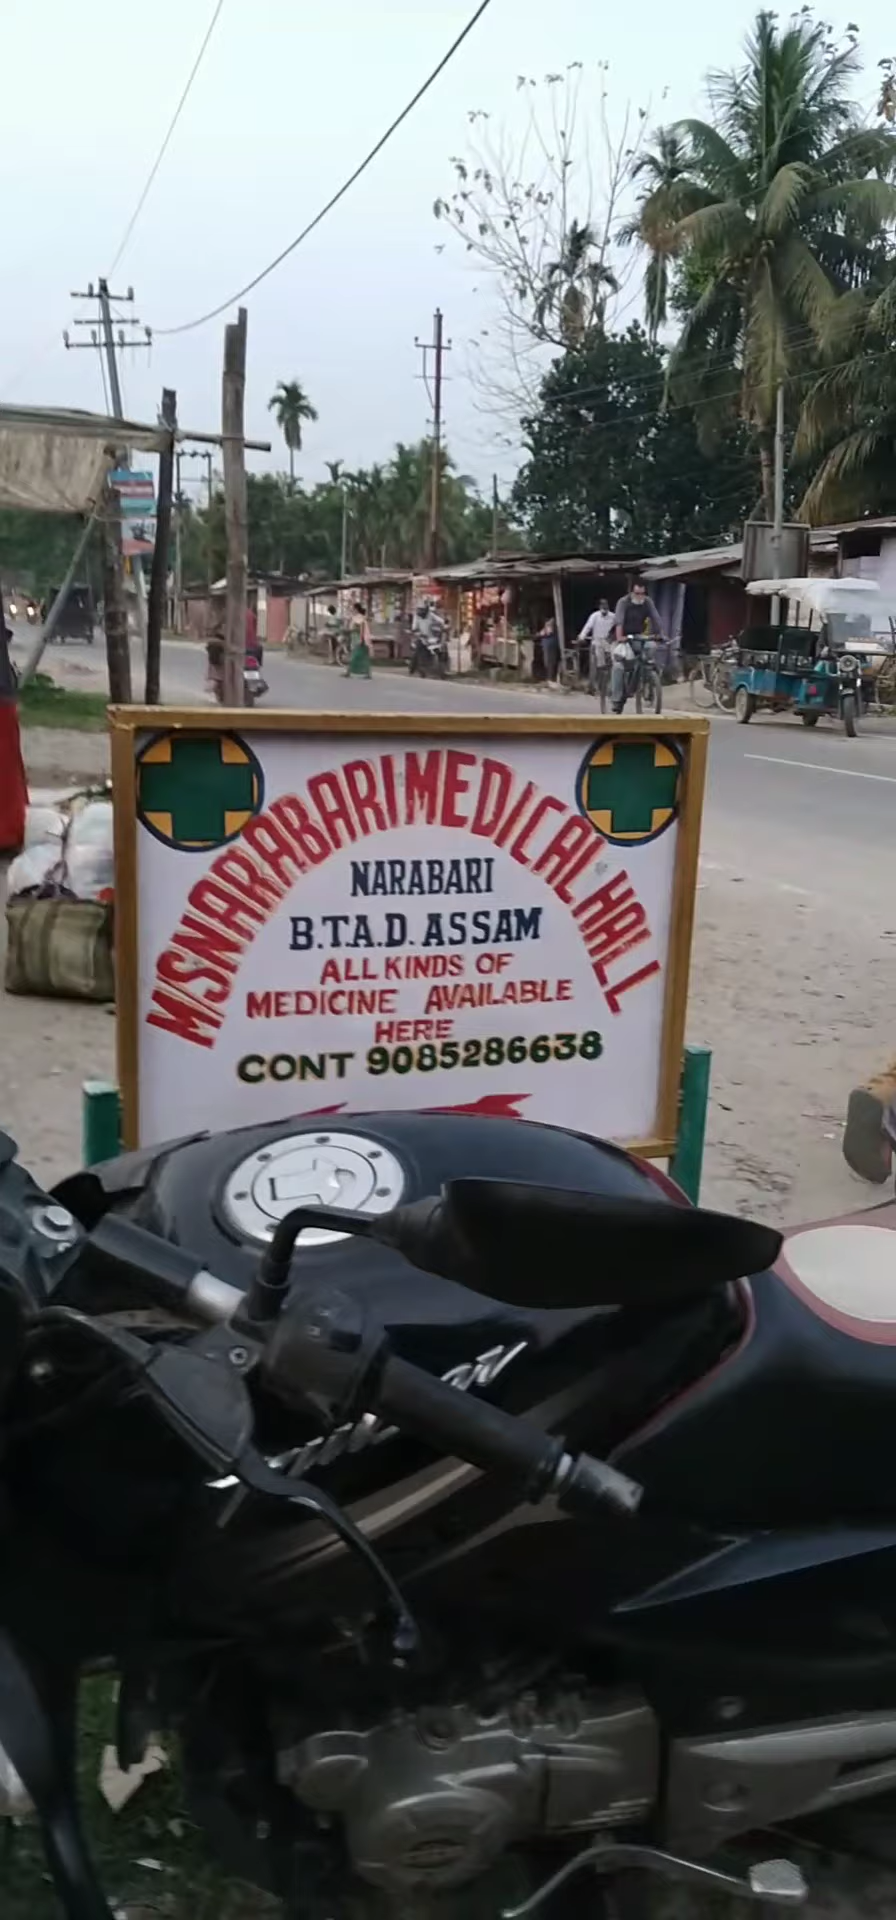 M/S NARABARI MEDICAL HALL
NARABARI
B.T.A.D. ASSAM
ALL KINDS OF
MEDICINE AVAILABLE
HERE
CONT 9085286638